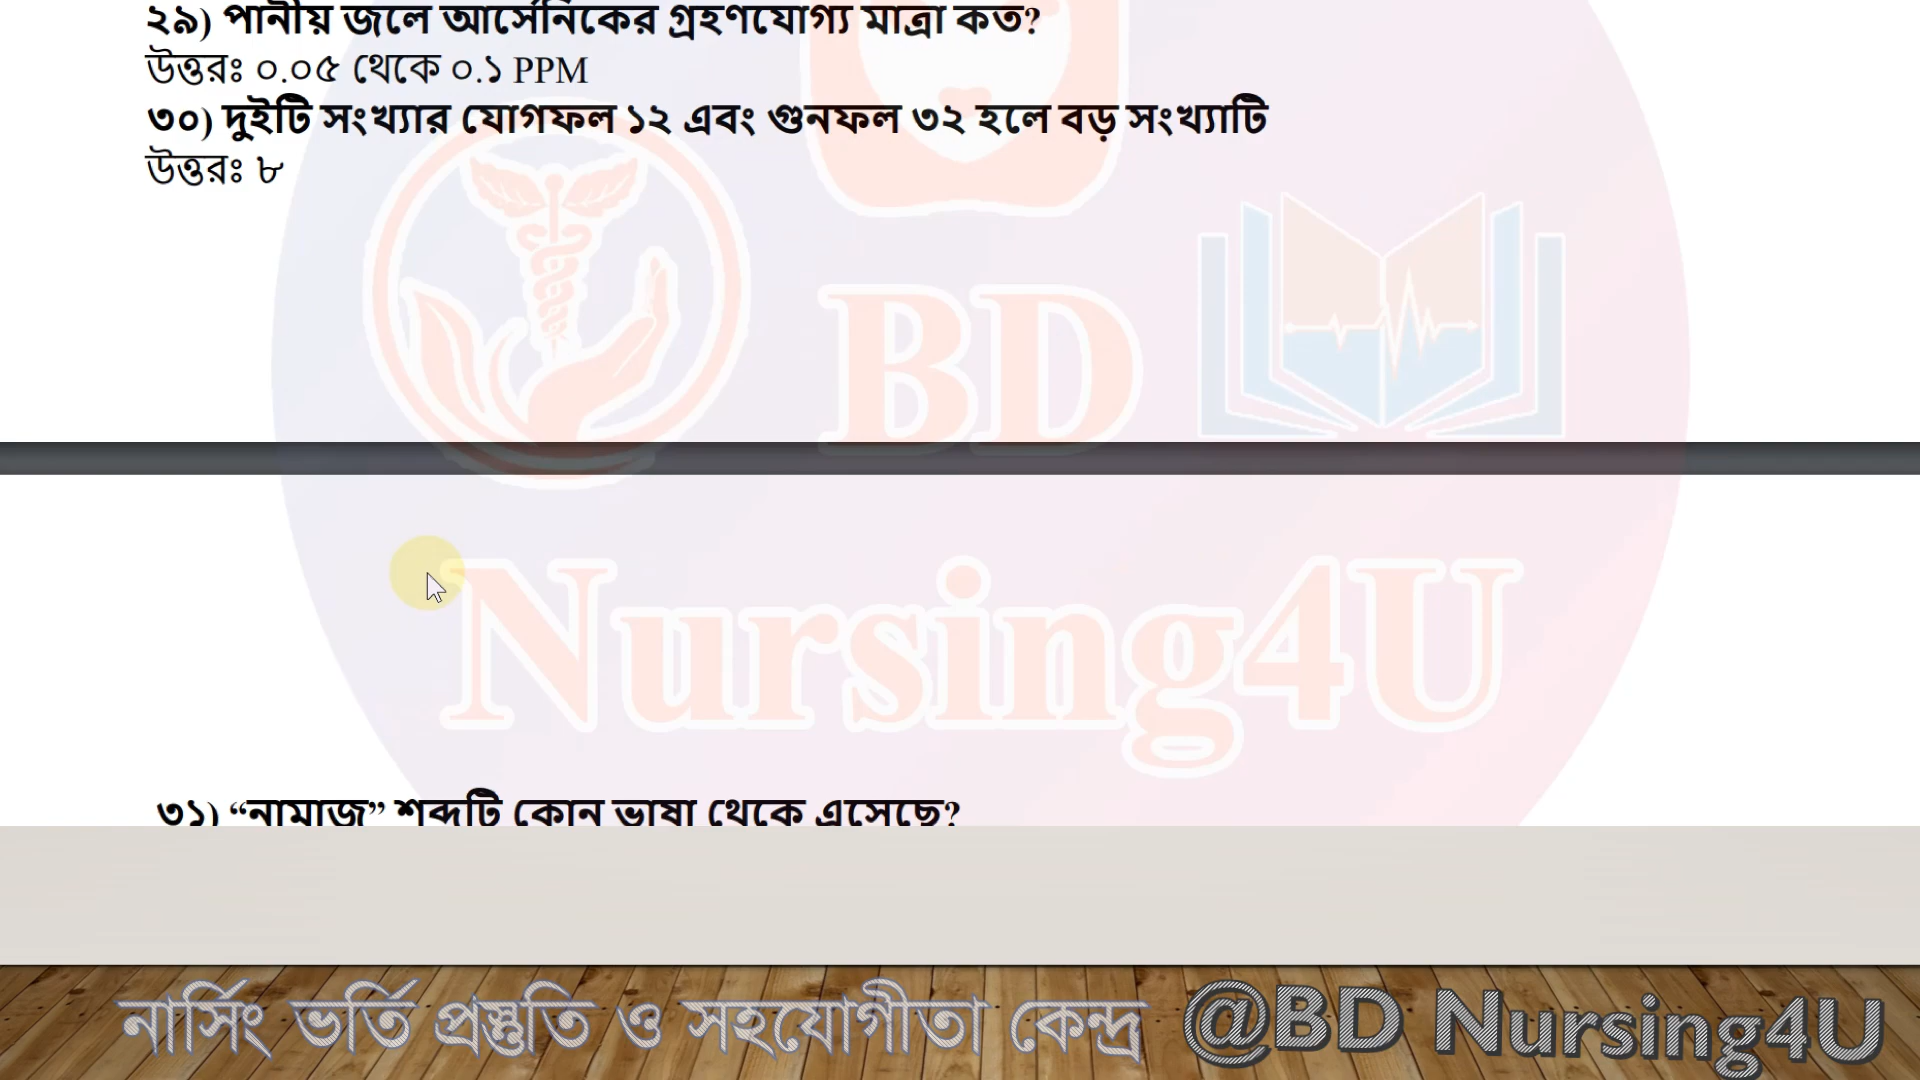 ২৯) পানীয় জলে আর্সেনিকের গ্রহণযোগ্য মাত্রা কত?
উত্তরঃ ০.০৫ থেকে ০.১ PPM
৩০) দুইটি সংখ্যার যোগফল ১২ এবং গুনফল ৩২ হলে বড় সংখ্যাটি
উত্তরঃ ৮
BD
Nursing4U
৩১) “নামাজ” শব্দটি কোন ভাষা থেকে এসেছে?
নার্সিং ভর্তি প্রস্তুতি ও সহযোগীতা কেন্দ্র @BD Nursing4U